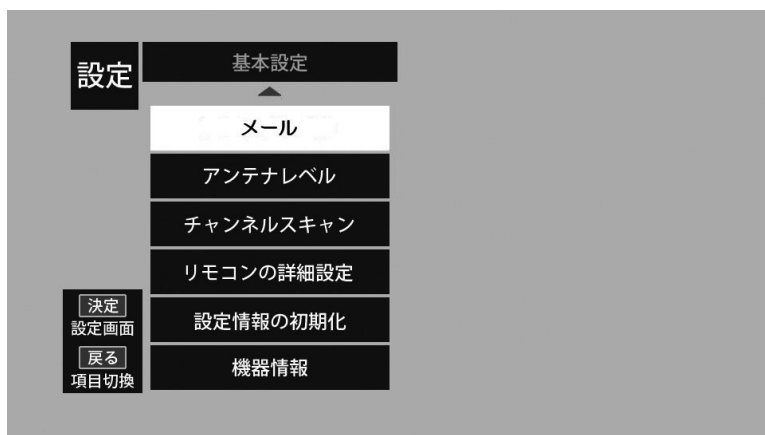 設定
基本設定
メール
アンテナレベル
チャンネルスキャン
リモコンの詳細設定
設定情報の初期化
機器情報
決定
設定画面
戻る
項目切換